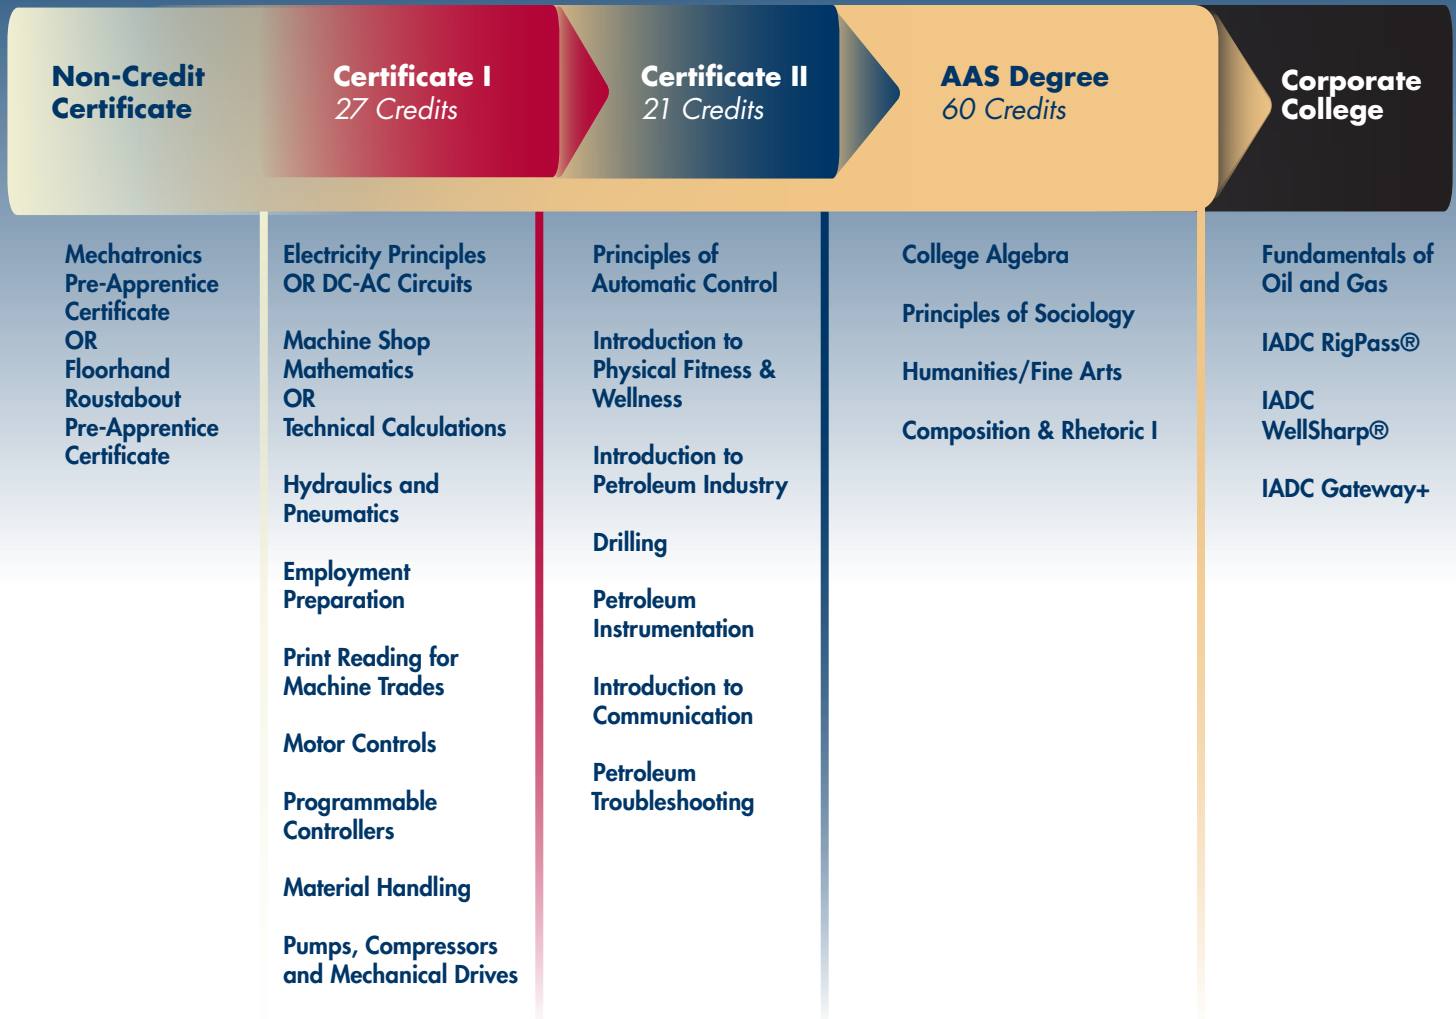 Non-Credit
Certificate
Certificate I
27 Credits
Certificate II
21 Credits
AAS Degree
60 Credits
Corporate
College
Mechatronics
Pre-Apprentice
Certificate
OR
Floorhand
Roustabout
Pre-Apprentice
Certificate
Electricity Principles
OR DC-AC Circuits
Machine Shop
Mathematics
OR
Technical Calculations
Hydraulics and
Pneumatics
Employment
Preparation
Print Reading for
Machine Trades
Motor Controls
Programmable
Controllers
Material Handling
Pumps, Compressors
and Mechanical Drives
Principles of
Automatic Control
Introduction to
Physical Fitness &
Wellness
Introduction to
Petroleum Industry
Drilling
Petroleum
Instrumentation
Introduction to
Communication
Petroleum
Troubleshooting
College Algebra
Principles of Sociology
Humanities/Fine Arts
Composition & Rhetoric I
Fundamentals of
Oil and Gas
IADC RigPass®
IADC
WellSharp®
IADC Gateway+